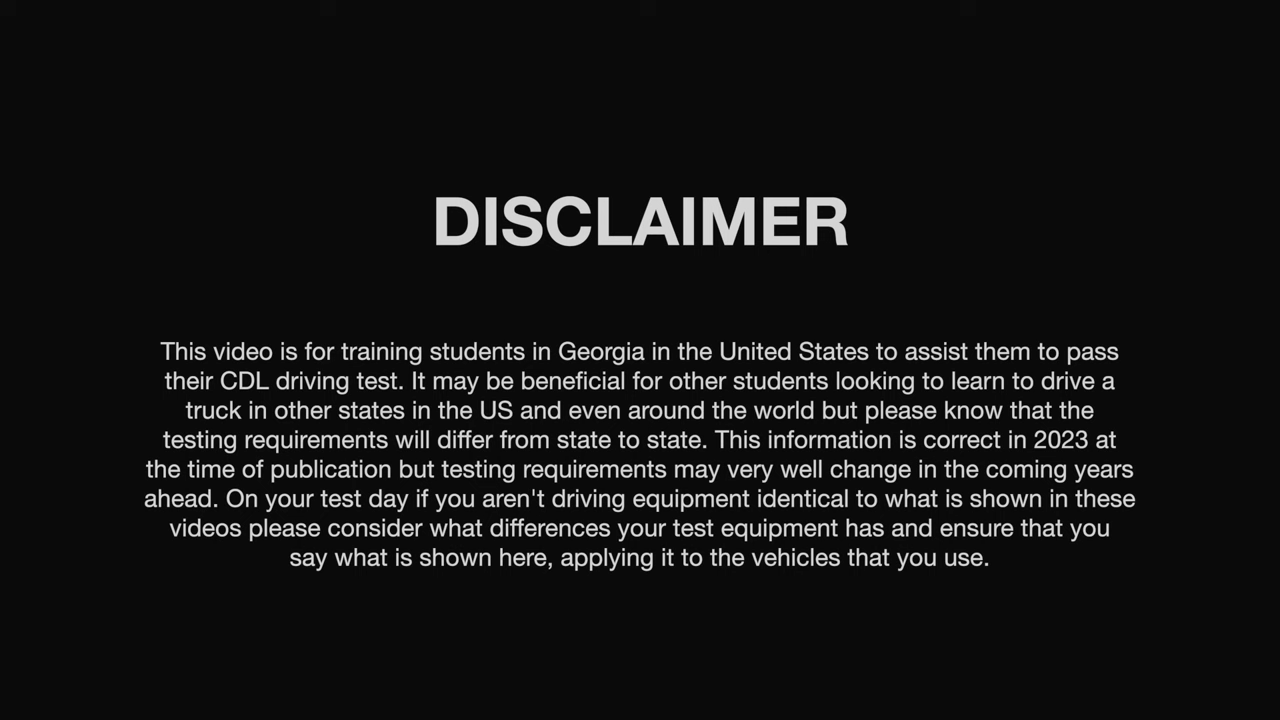 DISCLAIMER
This video is for training students in Georgia in the United States to assist them to pass
their CDL driving test. It may be beneficial for other students looking to learn to drive a
truck in other states in the US and even around the world but please know that the
testing requirements will differ from state to state. This information is correct in 2023 at
the time of publication but testing requirements may very well change in the coming years
ahead. On your test day if you aren't driving equipment identical to what is shown in these
videos please consider what differences your test equipment has and ensure that you
say what is shown here, applying it to the vehicles that you use.